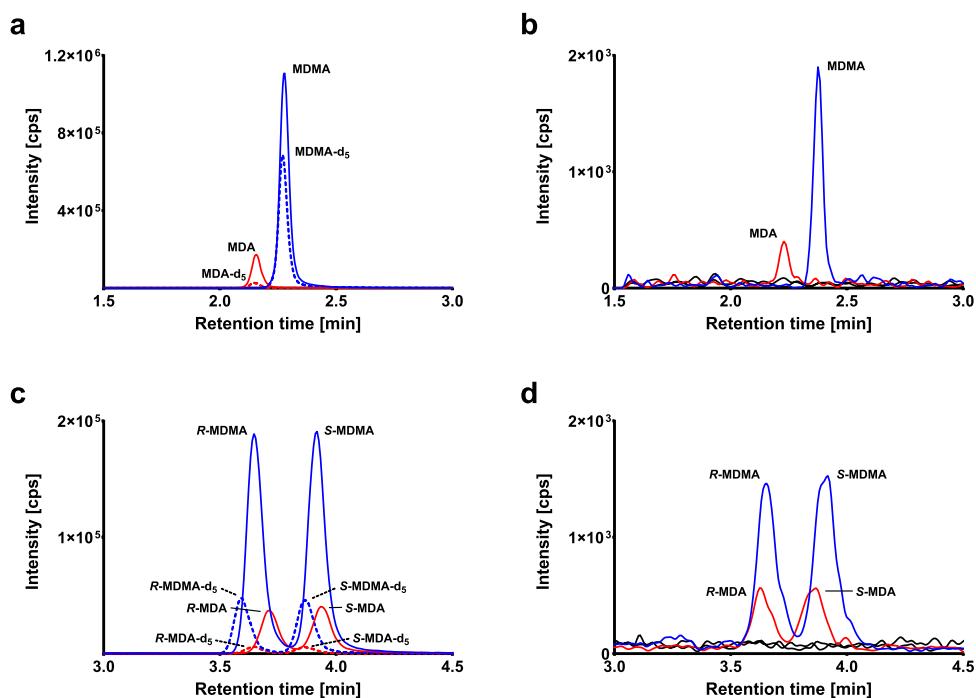 a
1.2×10⁶
8×10⁵
4×10⁵
0
Intensity [cps]
MDMA
MDMA-d₅
MDA
MDA-d₅
1.5
2.0
2.5
3.0
Retention time [min]
b
2×10³
1×10³
0
Intensity [cps]
MDMA
MDA
1.5
2.0
2.5
3.0
Retention time [min]
c
2×10⁵
1×10⁵
0
Intensity [cps]
R-MDMA
S-MDMA
R-MDMA-d₅
S-MDMA-d₅
R-MDA
S-MDA
R-MDA-d₅
S-MDA-d₅
3.0
3.5
4.0
4.5
Retention time [min]
d
2×10³
1×10³
0
Intensity [cps]
R-MDMA
S-MDMA
R-MDA
S-MDA
3.0
3.5
4.0
4.5
Retention time [min]